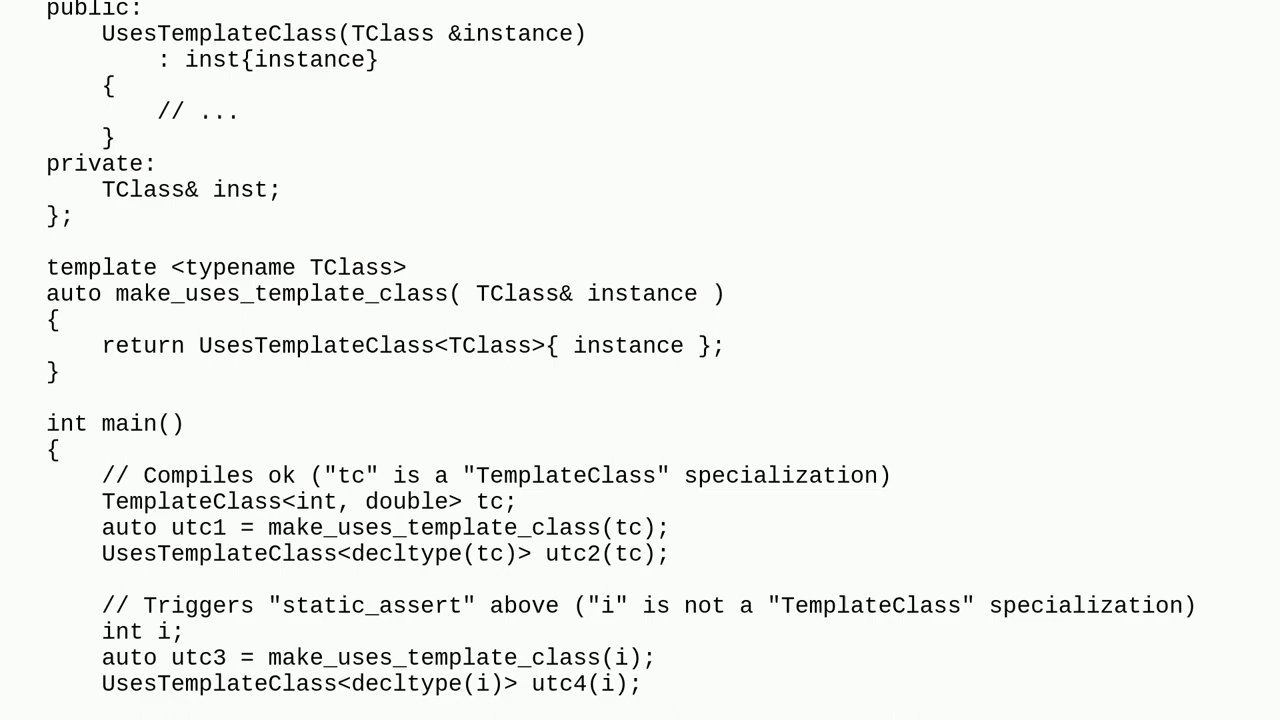 public:
    UsesTemplateClass(TClass &instance)
        : inst{instance}
    {
        // ...
    }
private:
    TClass& inst;
};

template <typename TClass>
auto make_uses_template_class( TClass& instance )
{
    return UsesTemplateClass<TClass>{ instance };
}

int main()
{
    // Compiles ok ("tc" is a "TemplateClass" specialization)
    TemplateClass<int, double> tc;
    auto utc1 = make_uses_template_class(tc);
    UsesTemplateClass<decltype(tc)> utc2(tc);

    // Triggers "static_assert" above ("i" is not a "TemplateClass" specialization)
    int i;
    auto utc3 = make_uses_template_class(i);
    UsesTemplateClass<decltype(i)> utc4(i);